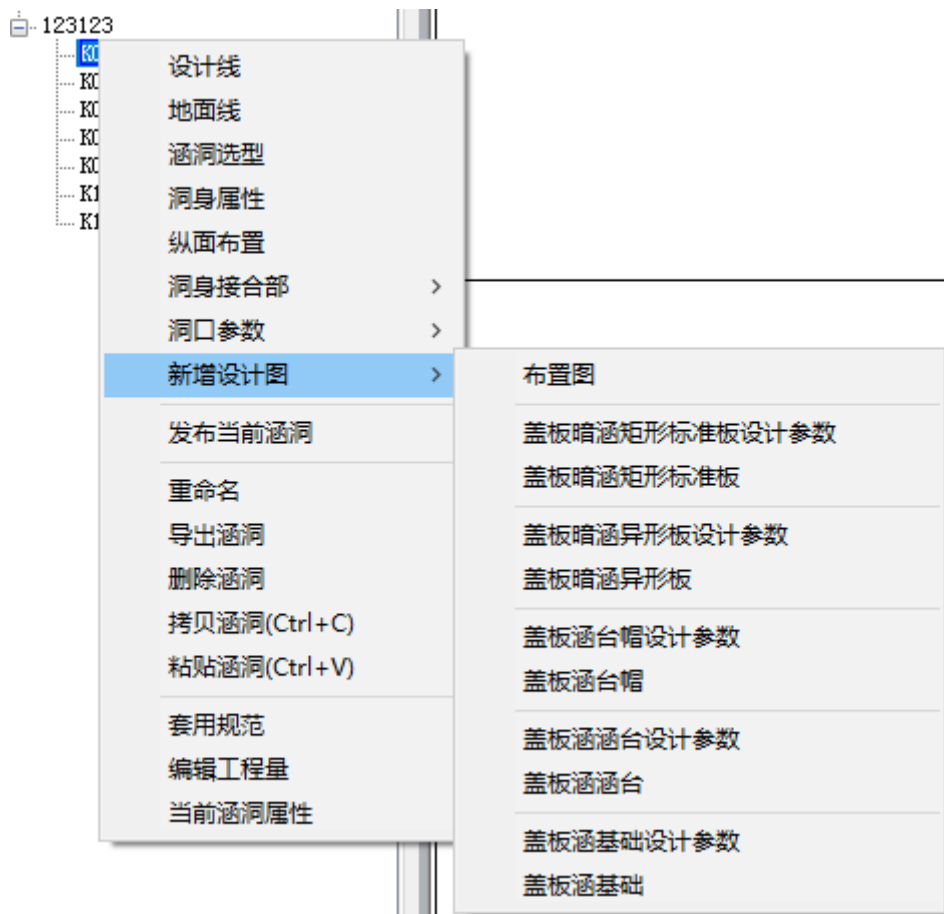 123123
K0
K0
K0
K0
K0
K1
K1
设计线
地面线
涵洞选型
洞身属性
纵面布置
洞身接合部
洞口参数
新增设计图
发布当前涵洞
重命名
导出涵洞
删除涵洞
拷贝涵洞(Ctrl+C)
粘贴涵洞(Ctrl+V)
套用规范
编辑工程量
当前涵洞属性
布置图
盖板暗涵矩形标准板设计参数
盖板暗涵矩形标准板
盖板暗涵异形板设计参数
盖板暗涵异形板
盖板涵台帽设计参数
盖板涵台帽
盖板涵涵台设计参数
盖板涵涵台
盖板涵基础设计参数
盖板涵基础